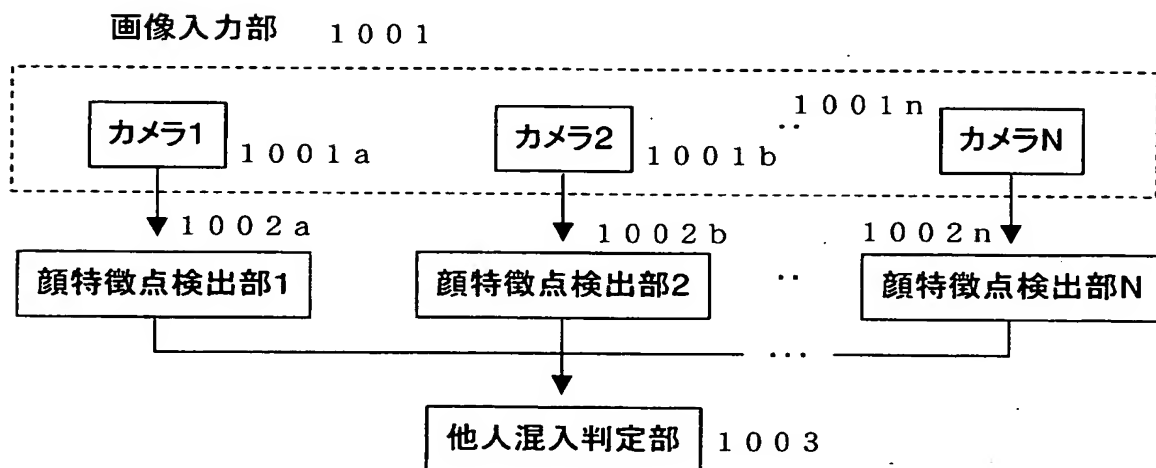 画像入力部 1001
カメラ1 1001a カメラ2 1001b ‥ 1001n カメラN
1002a 1002b 1002n
顔特徴点検出部1 顔特徴点検出部2 ‥ 顔特徴点検出部N
…
他人混入判定部 1003